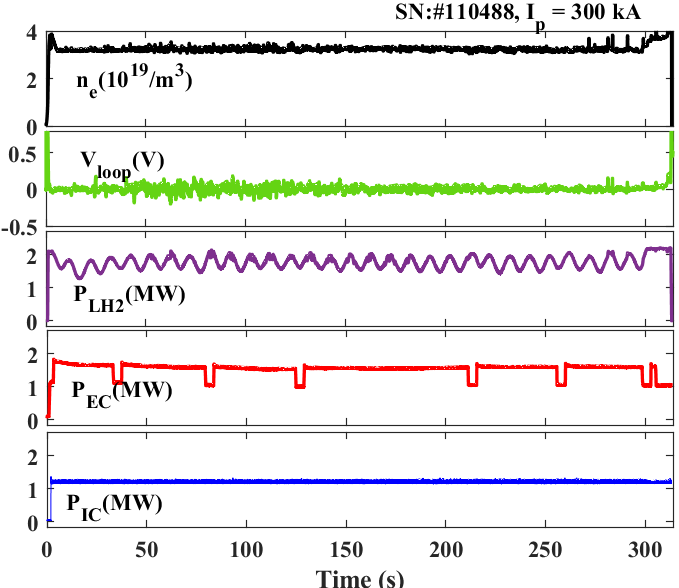 SN:#110488, Ip = 300 kA
4
2
0
ne(10^19/m^3)
0.5
0
-0.5
Vloop(V)
2
1
0
PLH2(MW)
2
1
0
PEC(MW)
2
1
0
PIC(MW)
0 50 100 150 200 250 300
Time (s)